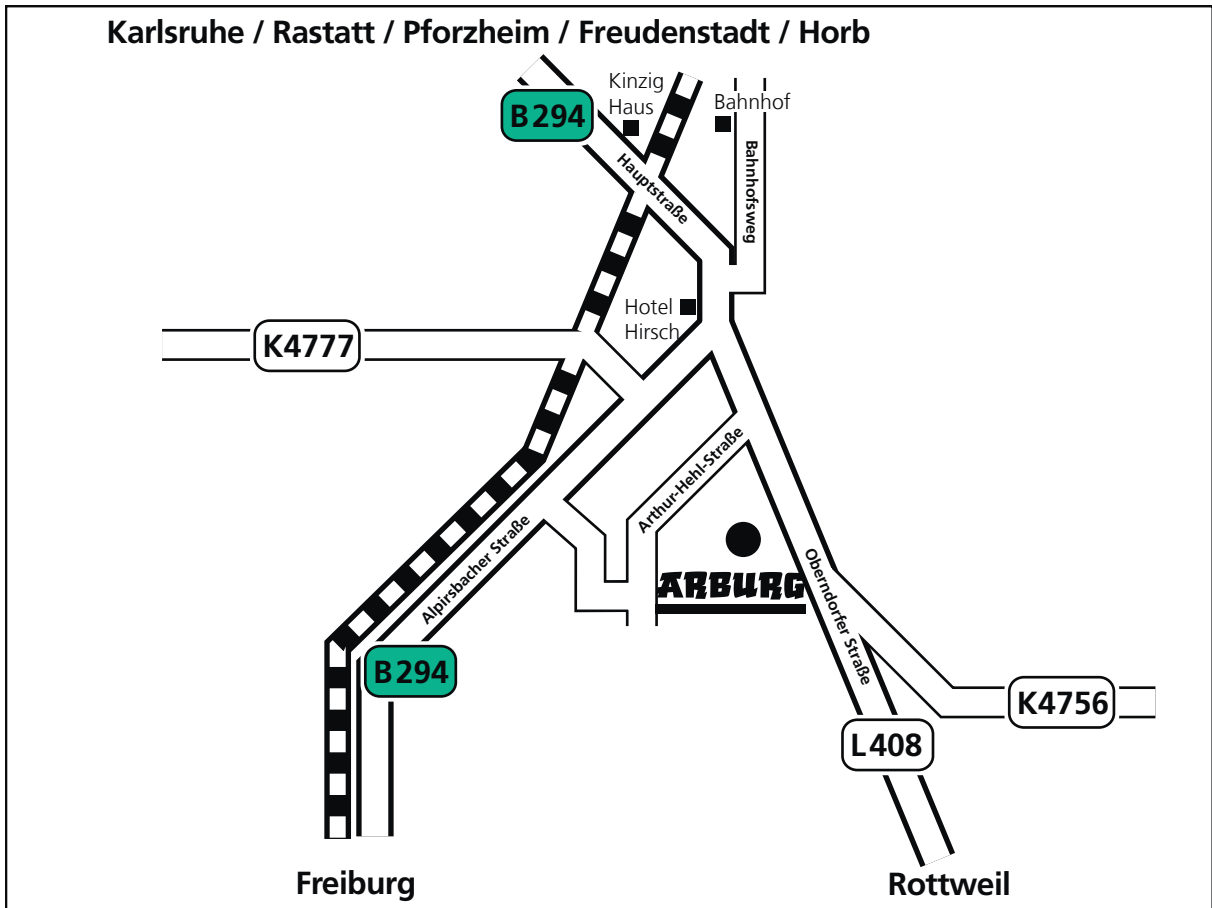 Karlsruhe / Rastatt / Pforzheim / Freudenstadt / Horb
Kinzig
Haus
Bahnhof
B294
Hauptstraße
Bahnhofsweg
Hotel
Hirsch
K4777
Arthur-Hehl-Straße
Alpirsbacher Straße
ARBURG
Oberndorfer Straße
B294
K4756
L408
Freiburg
Rottweil